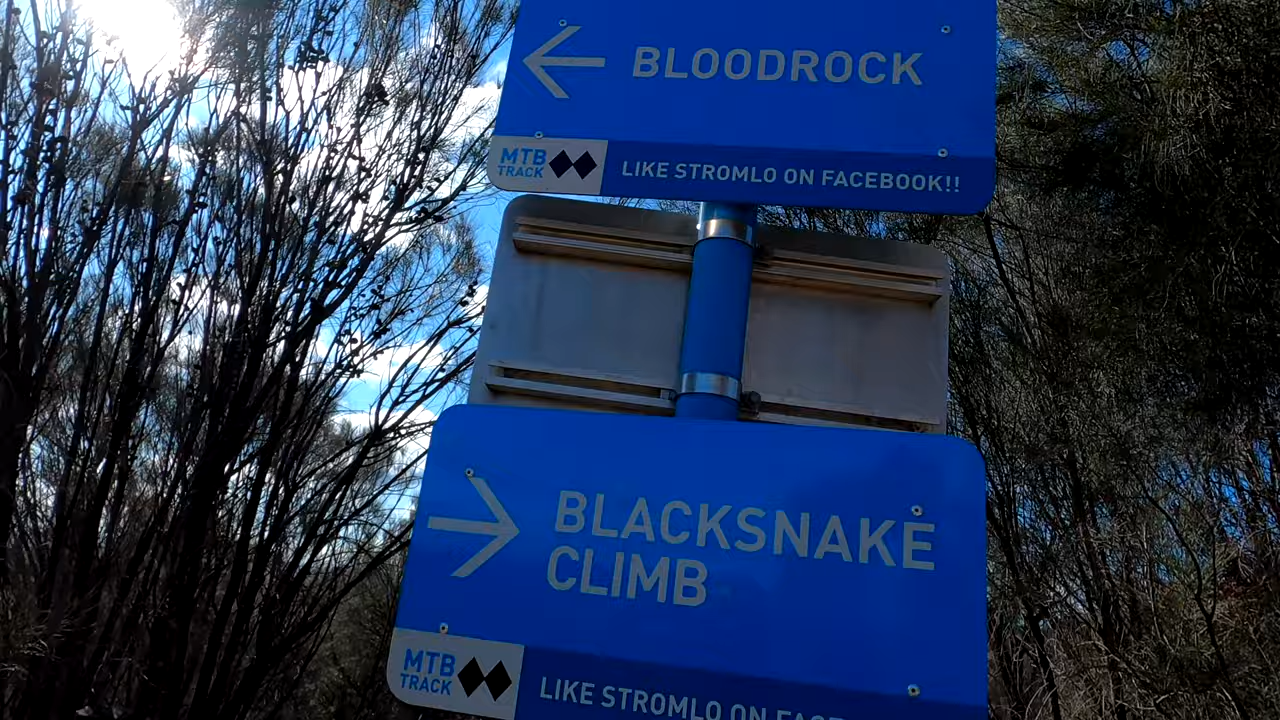 BLOODROCK
MTB
TRACK
LIKE STROMLO ON FACEBOOK!!
BLACKSNAKE
CLIMB
MTB
TRACK
LIKE STROMLO ON